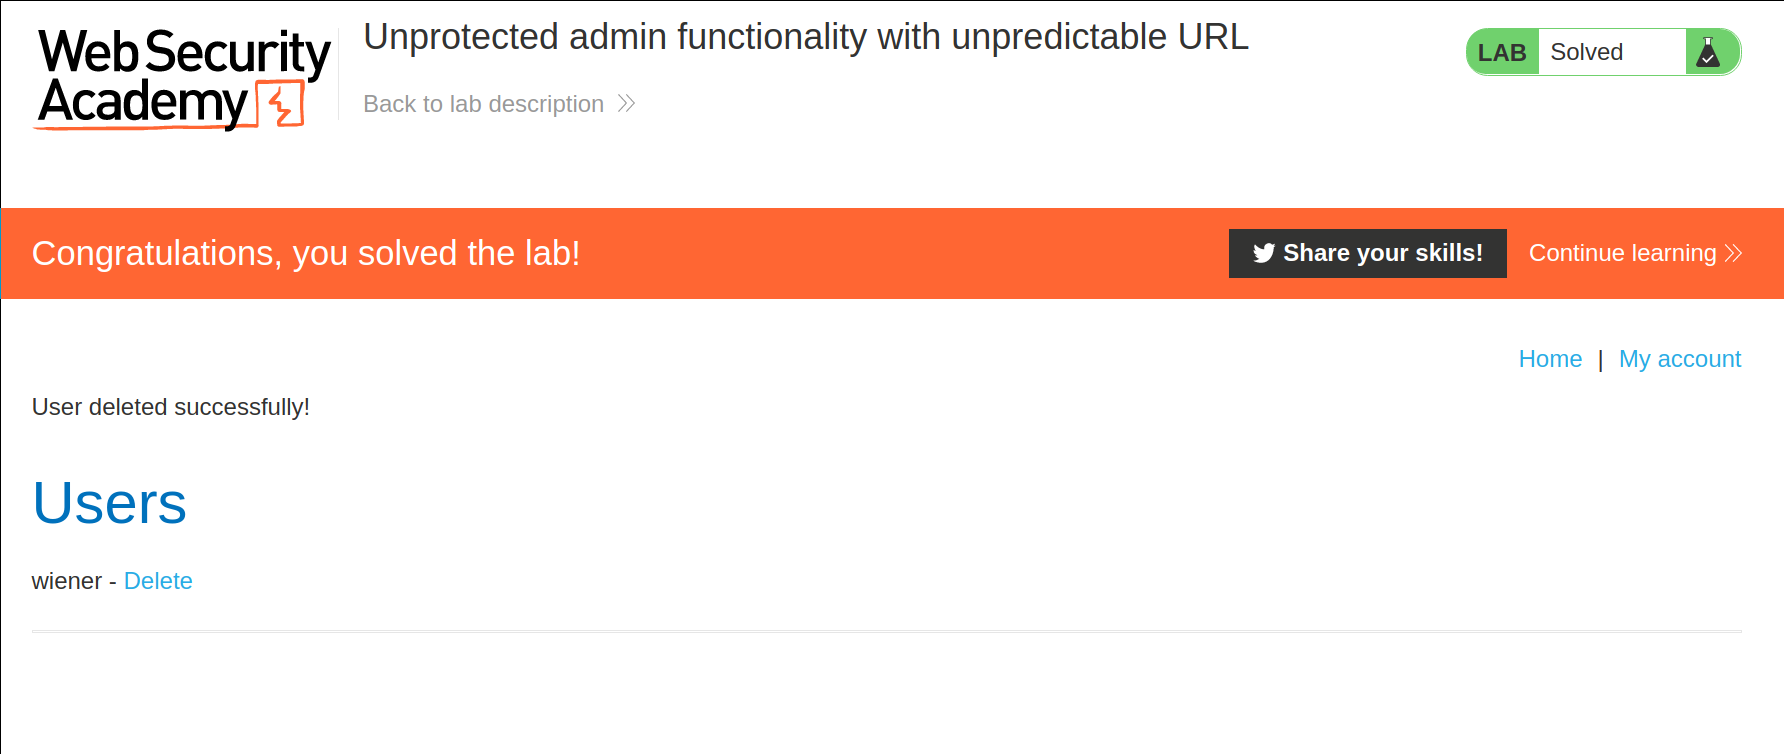 Web Security
Academy
Unprotected admin functionality with unpredictable URL
Back to lab description
LAB Solved
Congratulations, you solved the lab!
Share your skills!
Continue learning
Home | My account
User deleted successfully!
Users
wiener - Delete